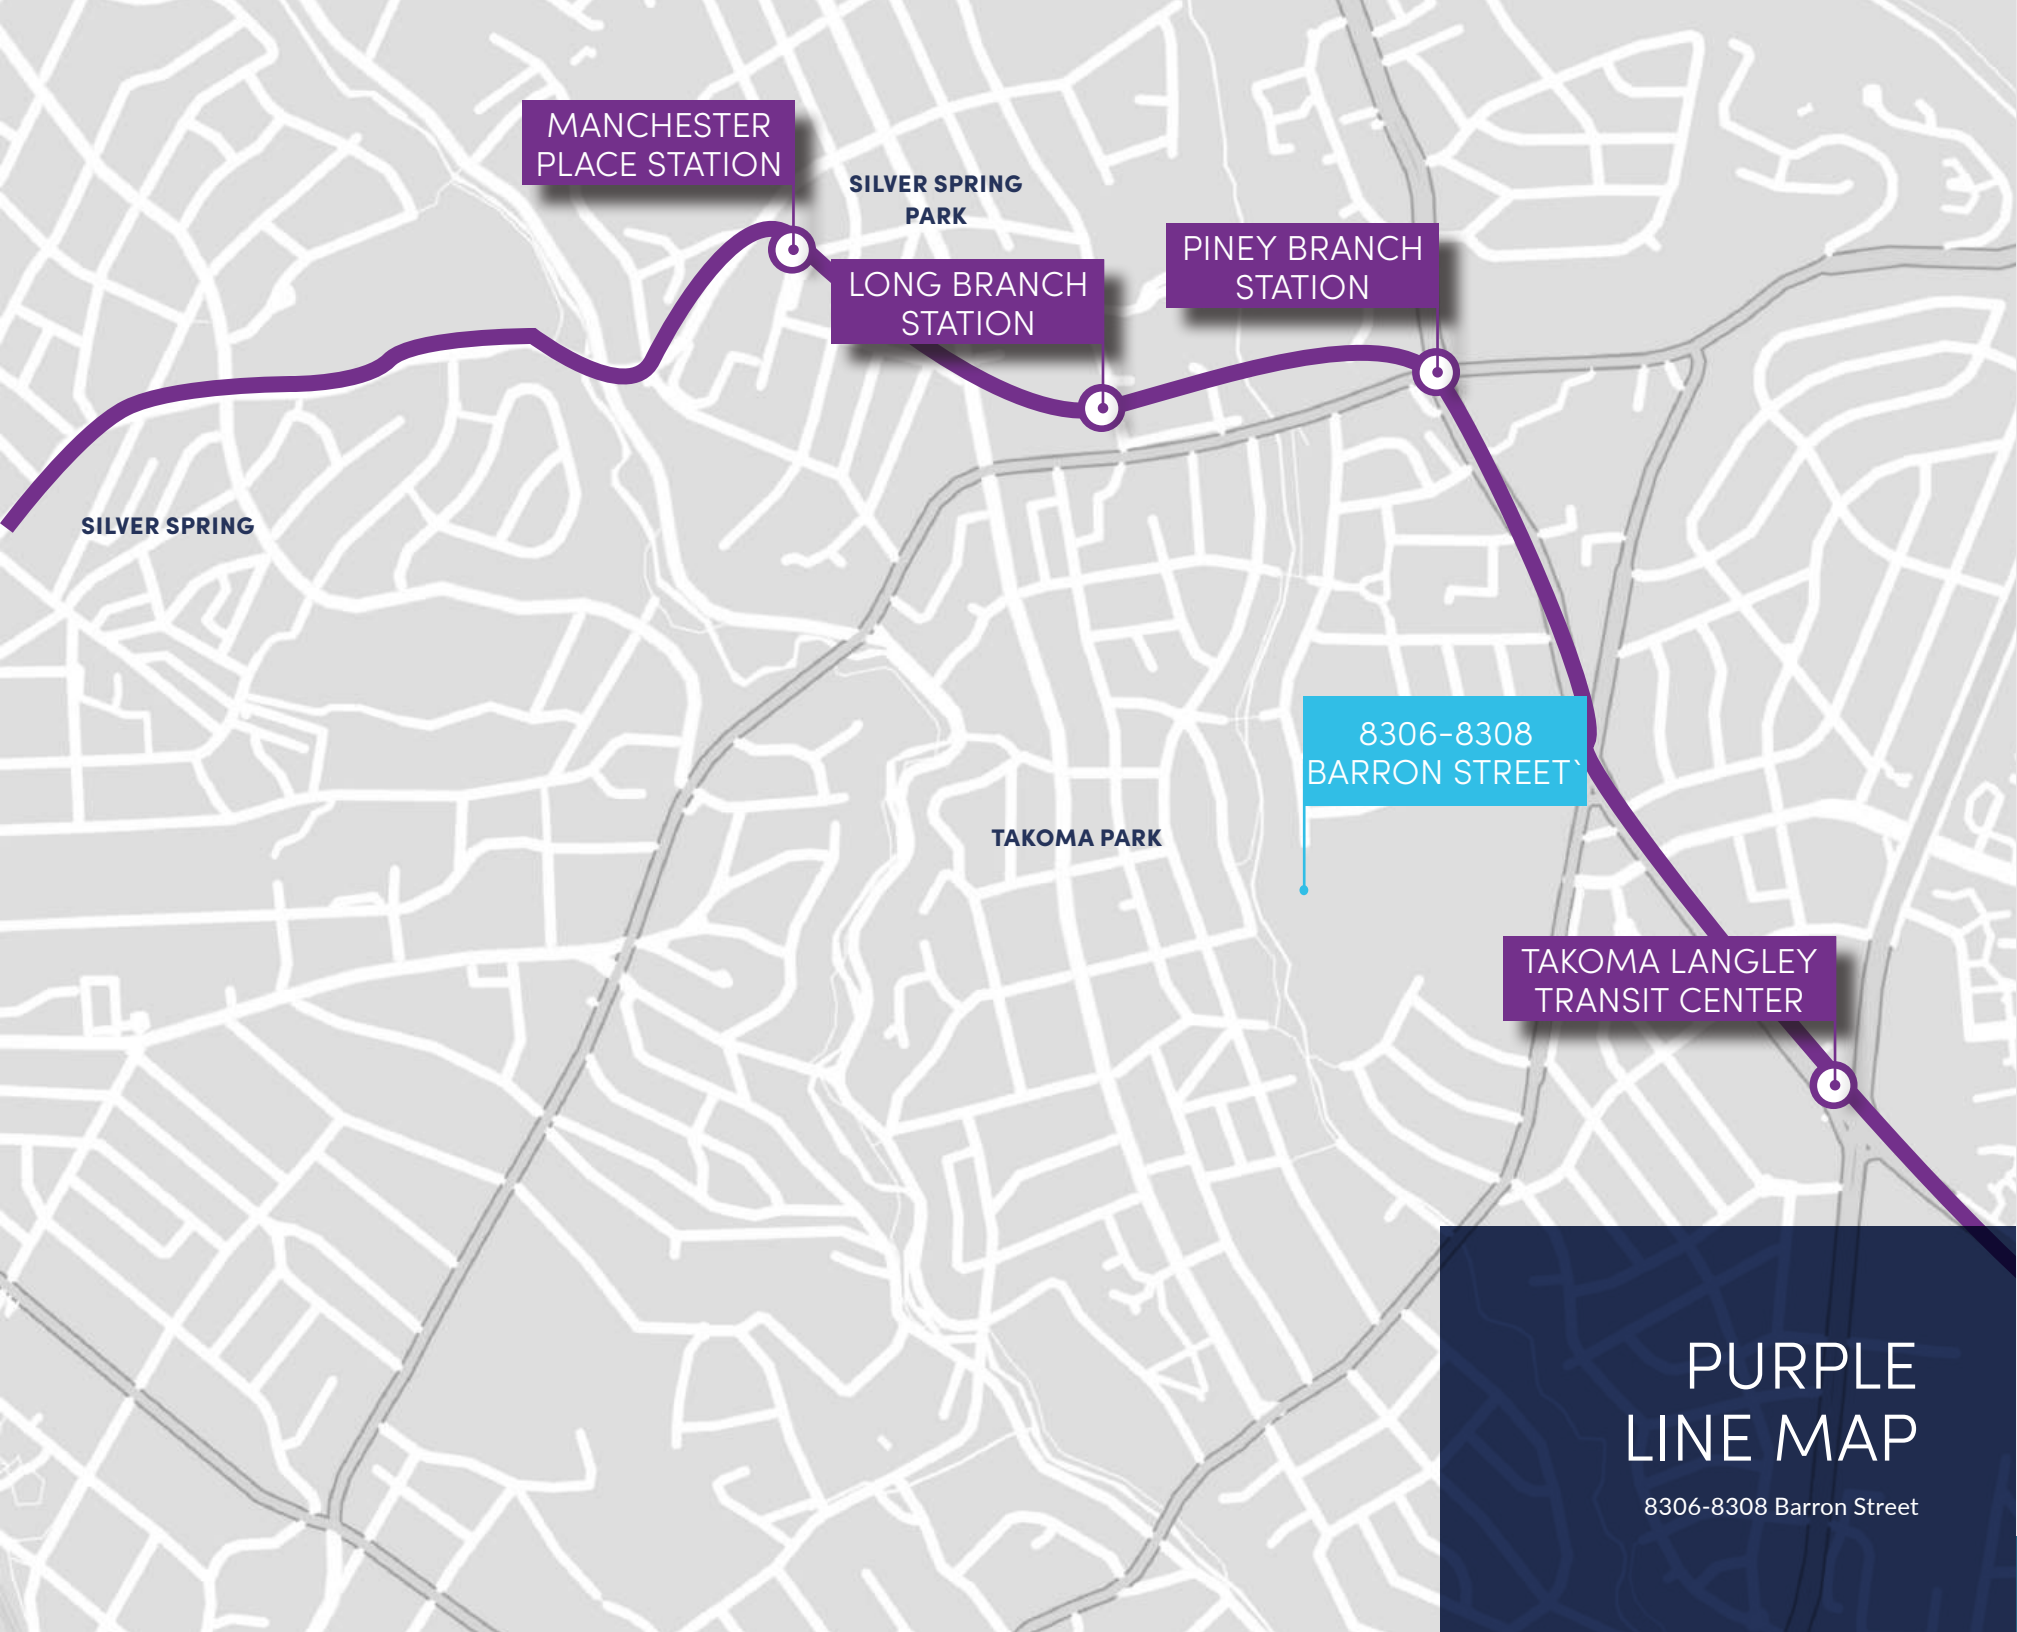 MANCHESTER
PLACE STATION
SILVER SPRING
PARK
LONG BRANCH
STATION
PINEY BRANCH
STATION
SILVER SPRING
8306-8308
BARRON STREET`
TAKOMA PARK
TAKOMA LANGLEY
TRANSIT CENTER
PURPLE
LINE MAP
8306-8308 Barron Street